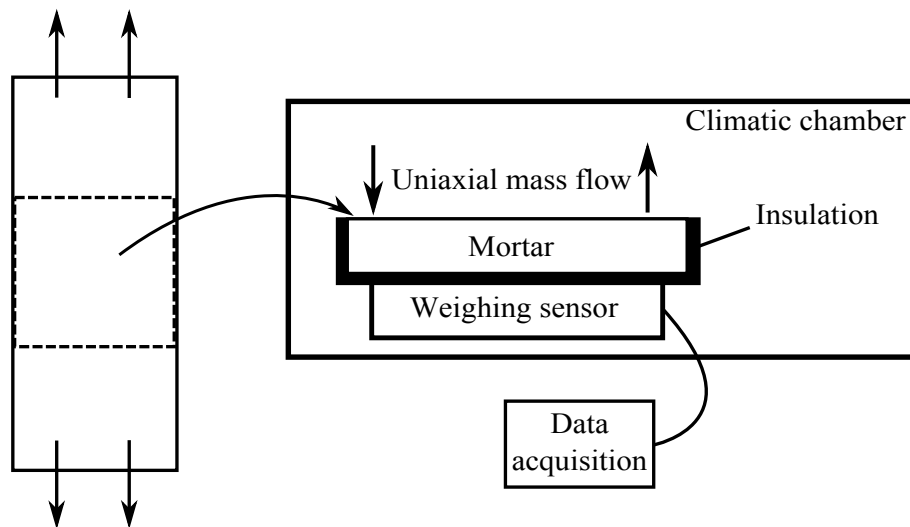 Climatic chamber
Uniaxial mass flow
Insulation
Mortar
Weighing sensor
Data
acquisition